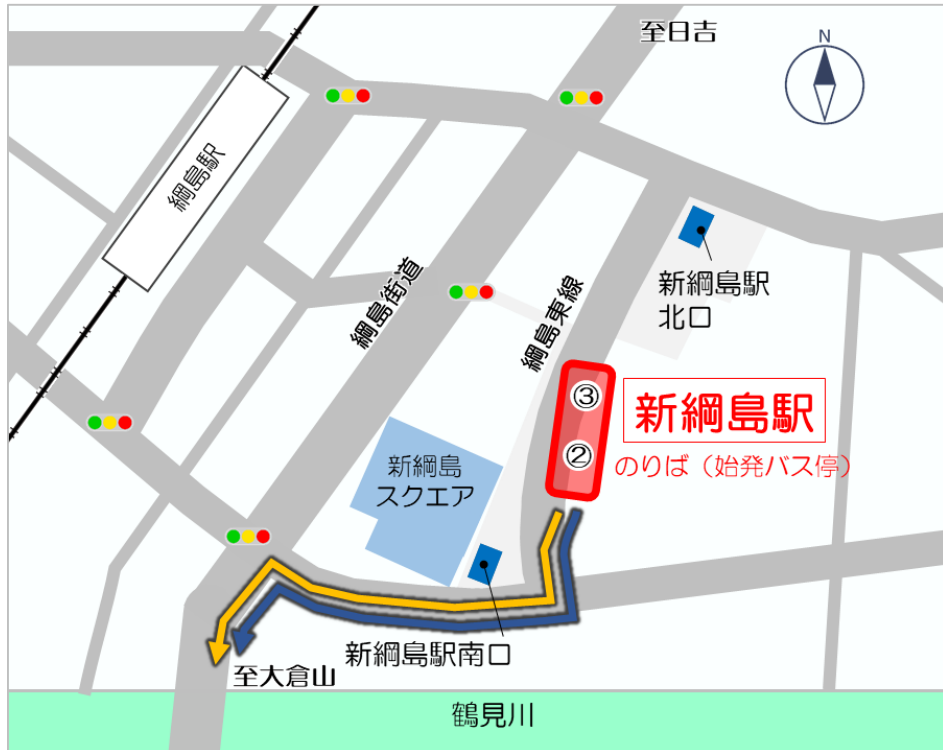 至日吉
N
綱島駅
綱島街道
綱島東線
新綱島駅
北口
③
②
新綱島駅
のりば（始発バス停）
新綱島
スクエア
新綱島駅南口
至大倉山
鶴見川